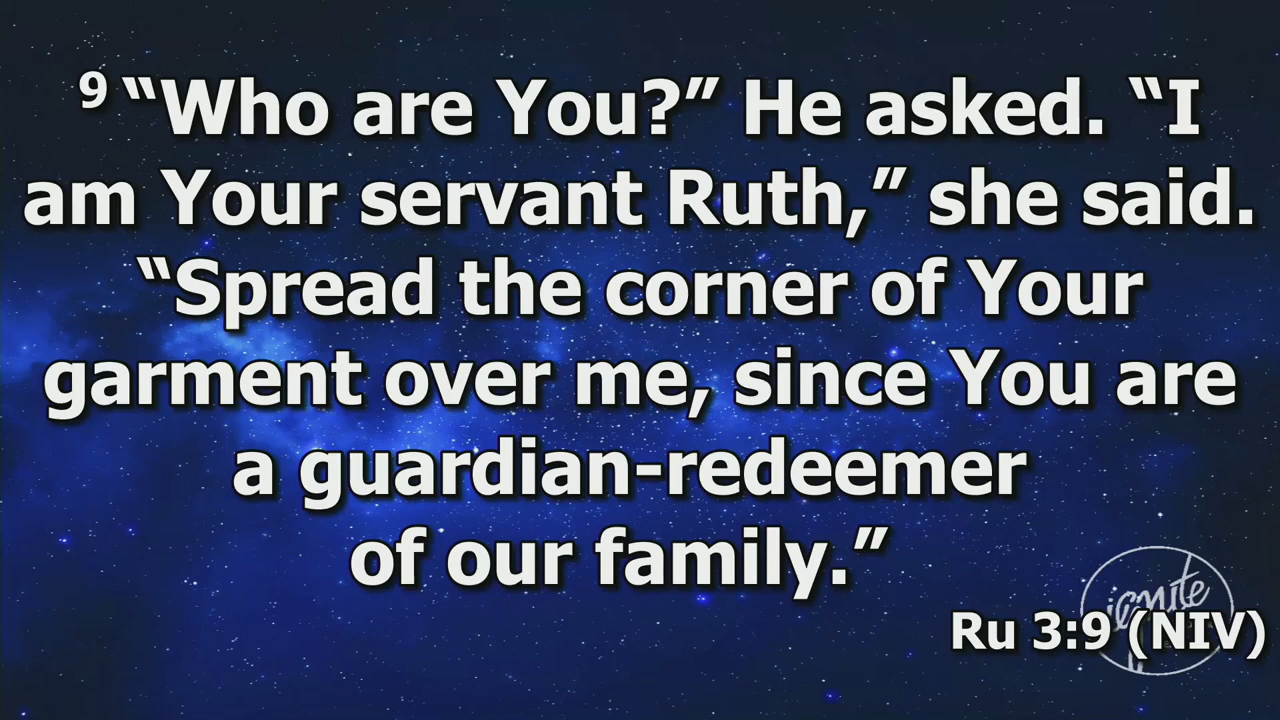 9 “Who are You?” He asked. “I
am Your servant Ruth,” she said.
“Spread the corner of Your
garment over me, since You are
a guardian-redeemer
of our family.”
ignite
Ru 3:9 (NIV)